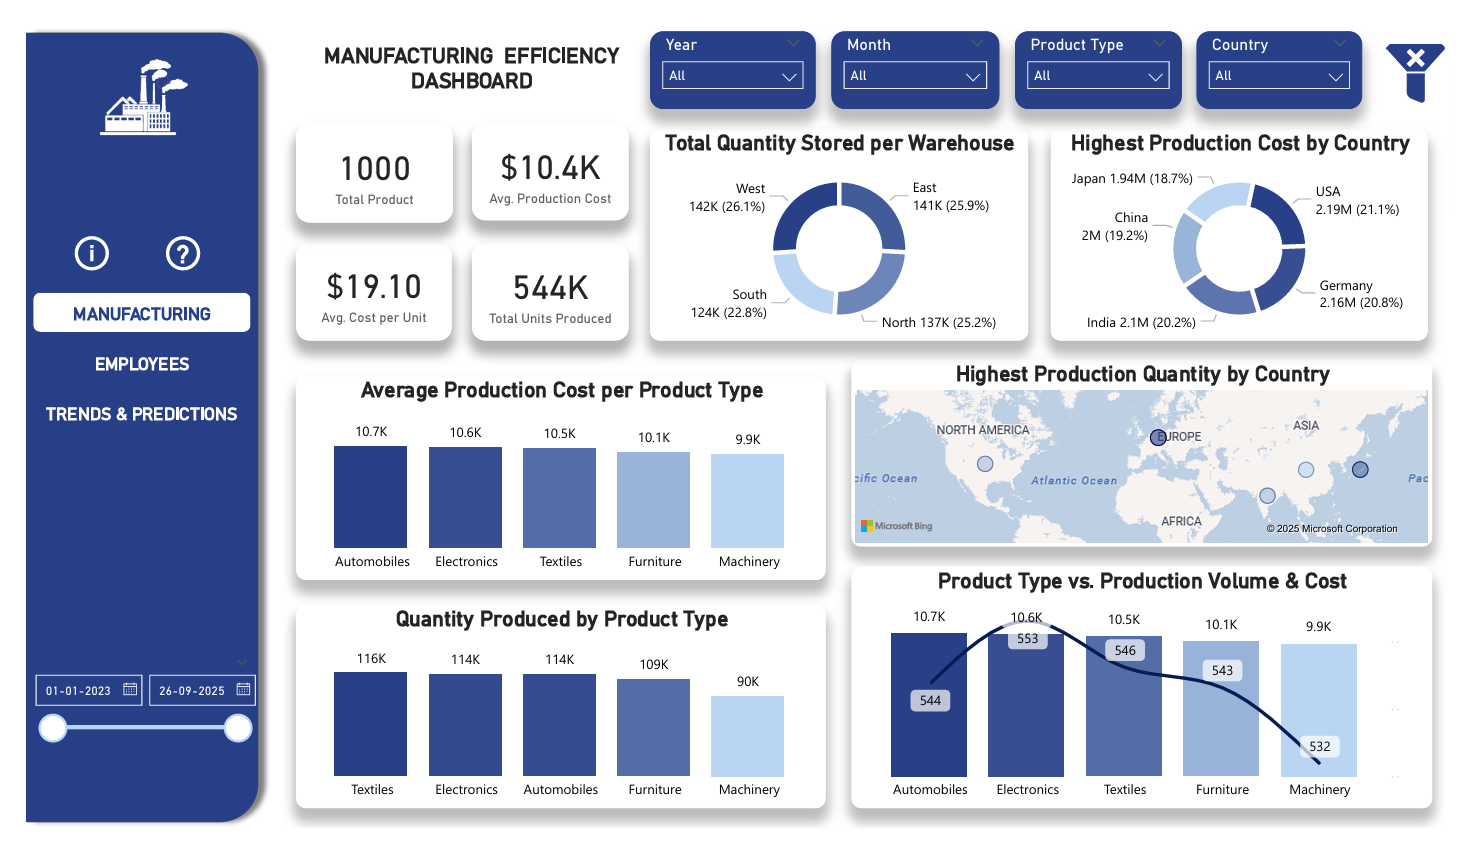 MANUFACTURING EFFICIENCY
DASHBOARD
Year
All
Month
All
Product Type
All
Country
All
i
?
MANUFACTURING
EMPLOYEES
TRENDS & PREDICTIONS
01-01-2023
26-09-2025
1000
Total Product
$10.4K
Avg. Production Cost
$19.10
Avg. Cost per Unit
544K
Total Units Produced
Total Quantity Stored per Warehouse
West
142K (26.1%)
East
141K (25.9%)
South
124K (22.8%)
North 137K (25.2%)
Highest Production Cost by Country
Japan 1.94M (18.7%)
USA
2.19M (21.1%)
China
2M (19.2%)
Germany
2.16M (20.8%)
India 2.1M (20.2%)
Average Production Cost per Product Type
10.7K
10.6K
10.5K
10.1K
9.9K
Automobiles
Electronics
Textiles
Furniture
Machinery
Highest Production Quantity by Country
NORTH AMERICA
EUROPE
ASIA
cific Ocean
Atlantic Ocean
Pac
AFRICA
Microsoft Bing
© 2025 Microsoft Corporation
Quantity Produced by Product Type
116K
114K
114K
109K
90K
Textiles
Electronics
Automobiles
Furniture
Machinery
Product Type vs. Production Volume & Cost
10.7K
10.6K
10.5K
10.1K
9.9K
544
553
546
543
532
Automobiles
Electronics
Textiles
Furniture
Machinery